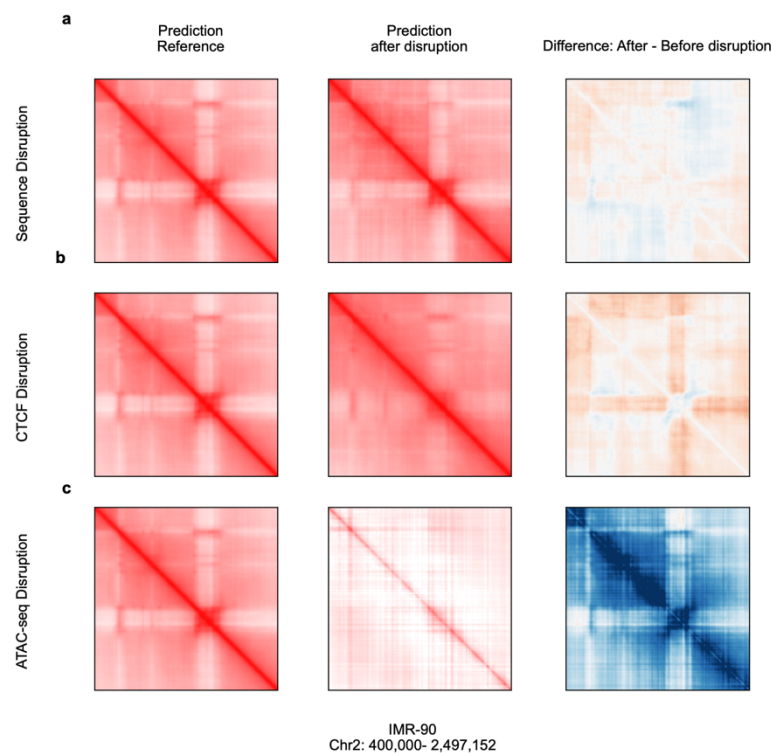 a
Prediction
Reference
Prediction
after disruption
Difference: After - Before disruption
Sequence Disruption
b
CTCF Disruption
c
ATAC-seq Disruption
IMR-90
Chr2: 400,000- 2,497,152